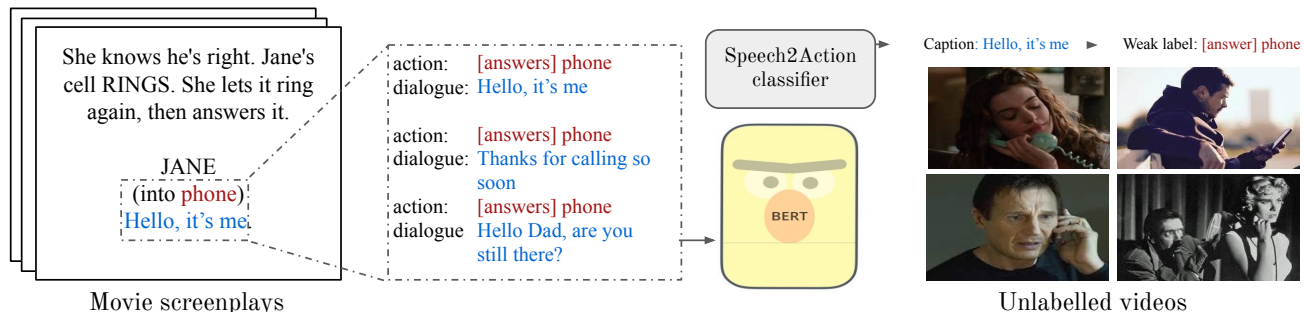 She knows he's right. Jane's
cell RINGS. She lets it ring
again, then answers it.
JANE
(into phone)
Hello, it's me.
Movie screenplays
action: [answers] phone
dialogue: Hello, it's me
action: [answers] phone
dialogue: Thanks for calling so
soon
action: [answers] phone
dialogue Hello Dad, are you
still there?
Speech2Action
classifier
BERT
Caption: Hello, it's me
Weak label: [answer] phone
Unlabelled videos